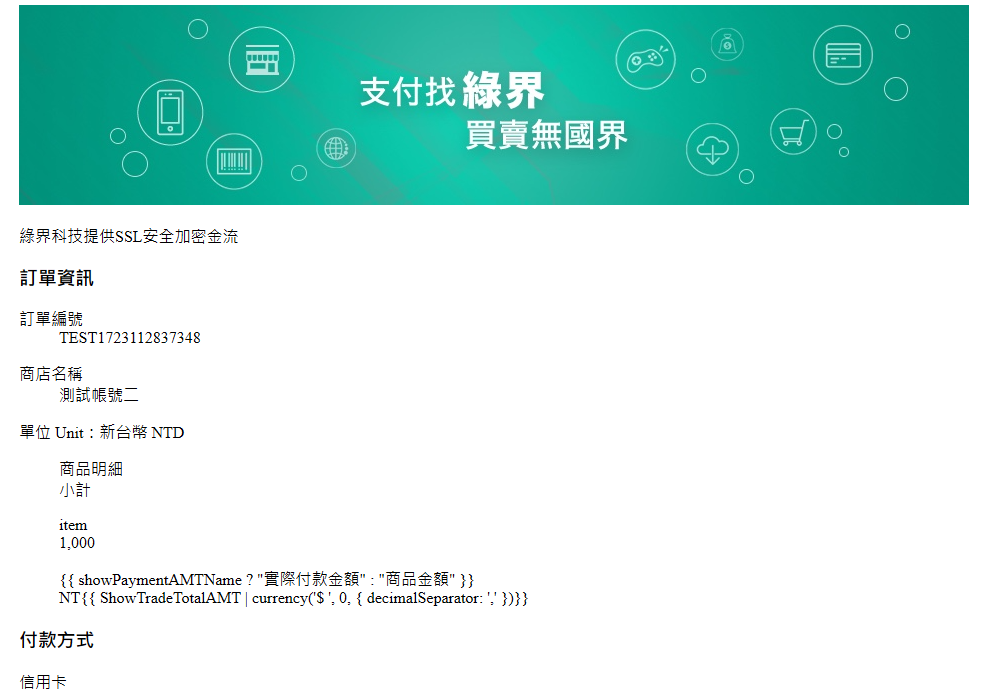 支付找 綠界
買賣無國界
綠界科技提供SSL安全加密金流
訂單資訊
訂單編號
TEST1723112837348
商店名稱
測試帳號二
單位 Unit：新台幣 NTD
商品明細
小計
item
1,000
{{ showPaymentAMTName ? "實際付款金額" : "商品金額" }}
NT{{ ShowTradeTotalAMT | currency('$ ', 0, { decimalSeparator: ',' })}}
付款方式
信用卡